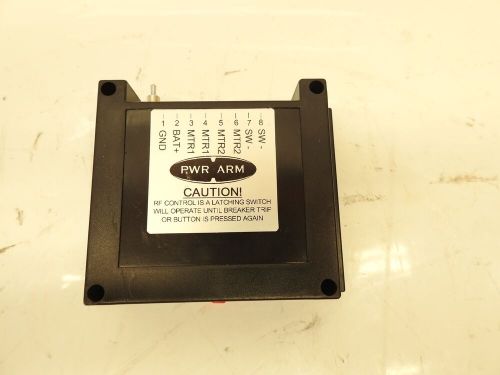 1 GND
2 BAT+
3 MTR1
4 MTR1
5 MTR2
6 MTR2
7 SW-
8 SW-
PWR ARM
CAUTION!
RF CONTROL IS A LATCHING SWITCH
WILL OPERATE UNTIL BREAKER TRIP
OR BUTTON IS PRESSED AGAIN